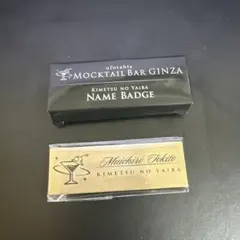 ufotable
MOCKTAIL BAR GINZA
KIMETSU NO YAIBA
NAME BADGE
Muichiro Tokito
KIMETSU NO YAIBA